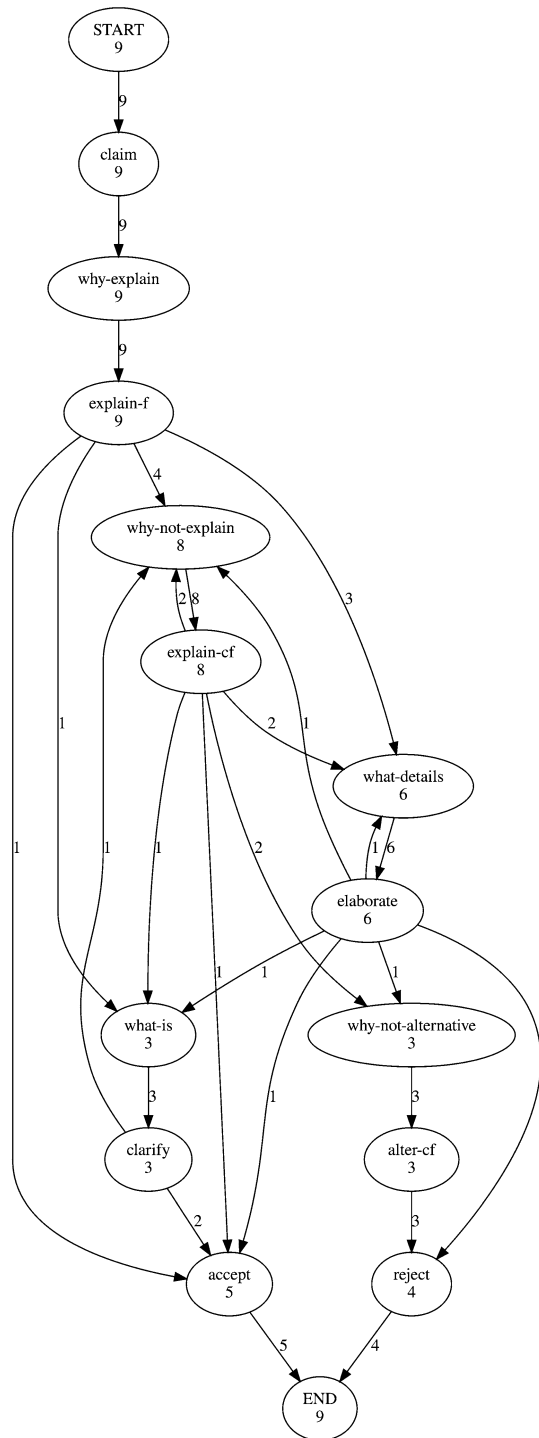 START
9
9
claim
9
9
why-explain
9
9
explain-f
9
4
why-not-explain
8
3
2
8
explain-cf
8
1
2
1
what-details
6
1
1
1
2
1
6
elaborate
6
1
1
1
what-is
3
why-not-alternative
3
3
1
3
clarify
3
alter-cf
3
2
3
accept
5
reject
4
5
4
END
9